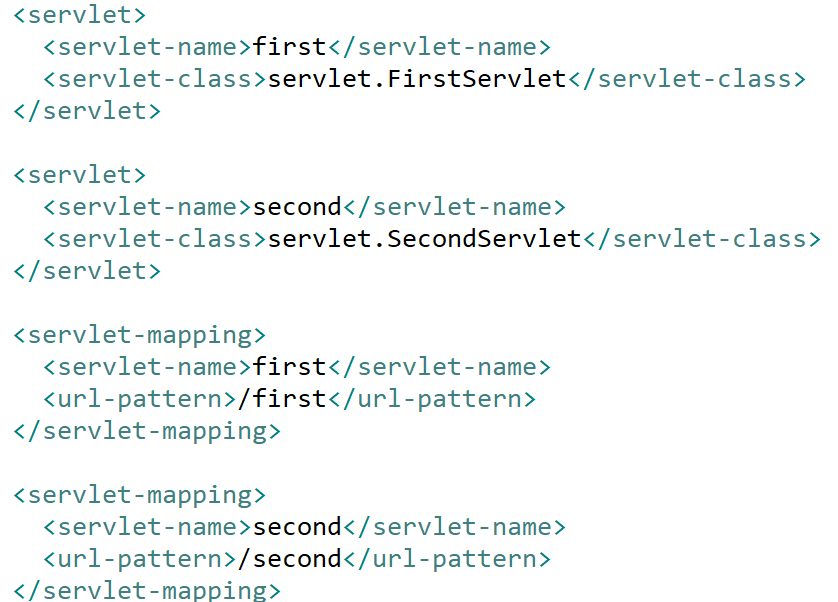 <servlet>
  <servlet-name>first</servlet-name>
  <servlet-class>servlet.FirstServlet</servlet-class>
</servlet>

<servlet>
  <servlet-name>second</servlet-name>
  <servlet-class>servlet.SecondServlet</servlet-class>
</servlet>

<servlet-mapping>
  <servlet-name>first</servlet-name>
  <url-pattern>/first</url-pattern>
</servlet-mapping>

<servlet-mapping>
  <servlet-name>second</servlet-name>
  <url-pattern>/second</url-pattern>
</servlet-mapping>